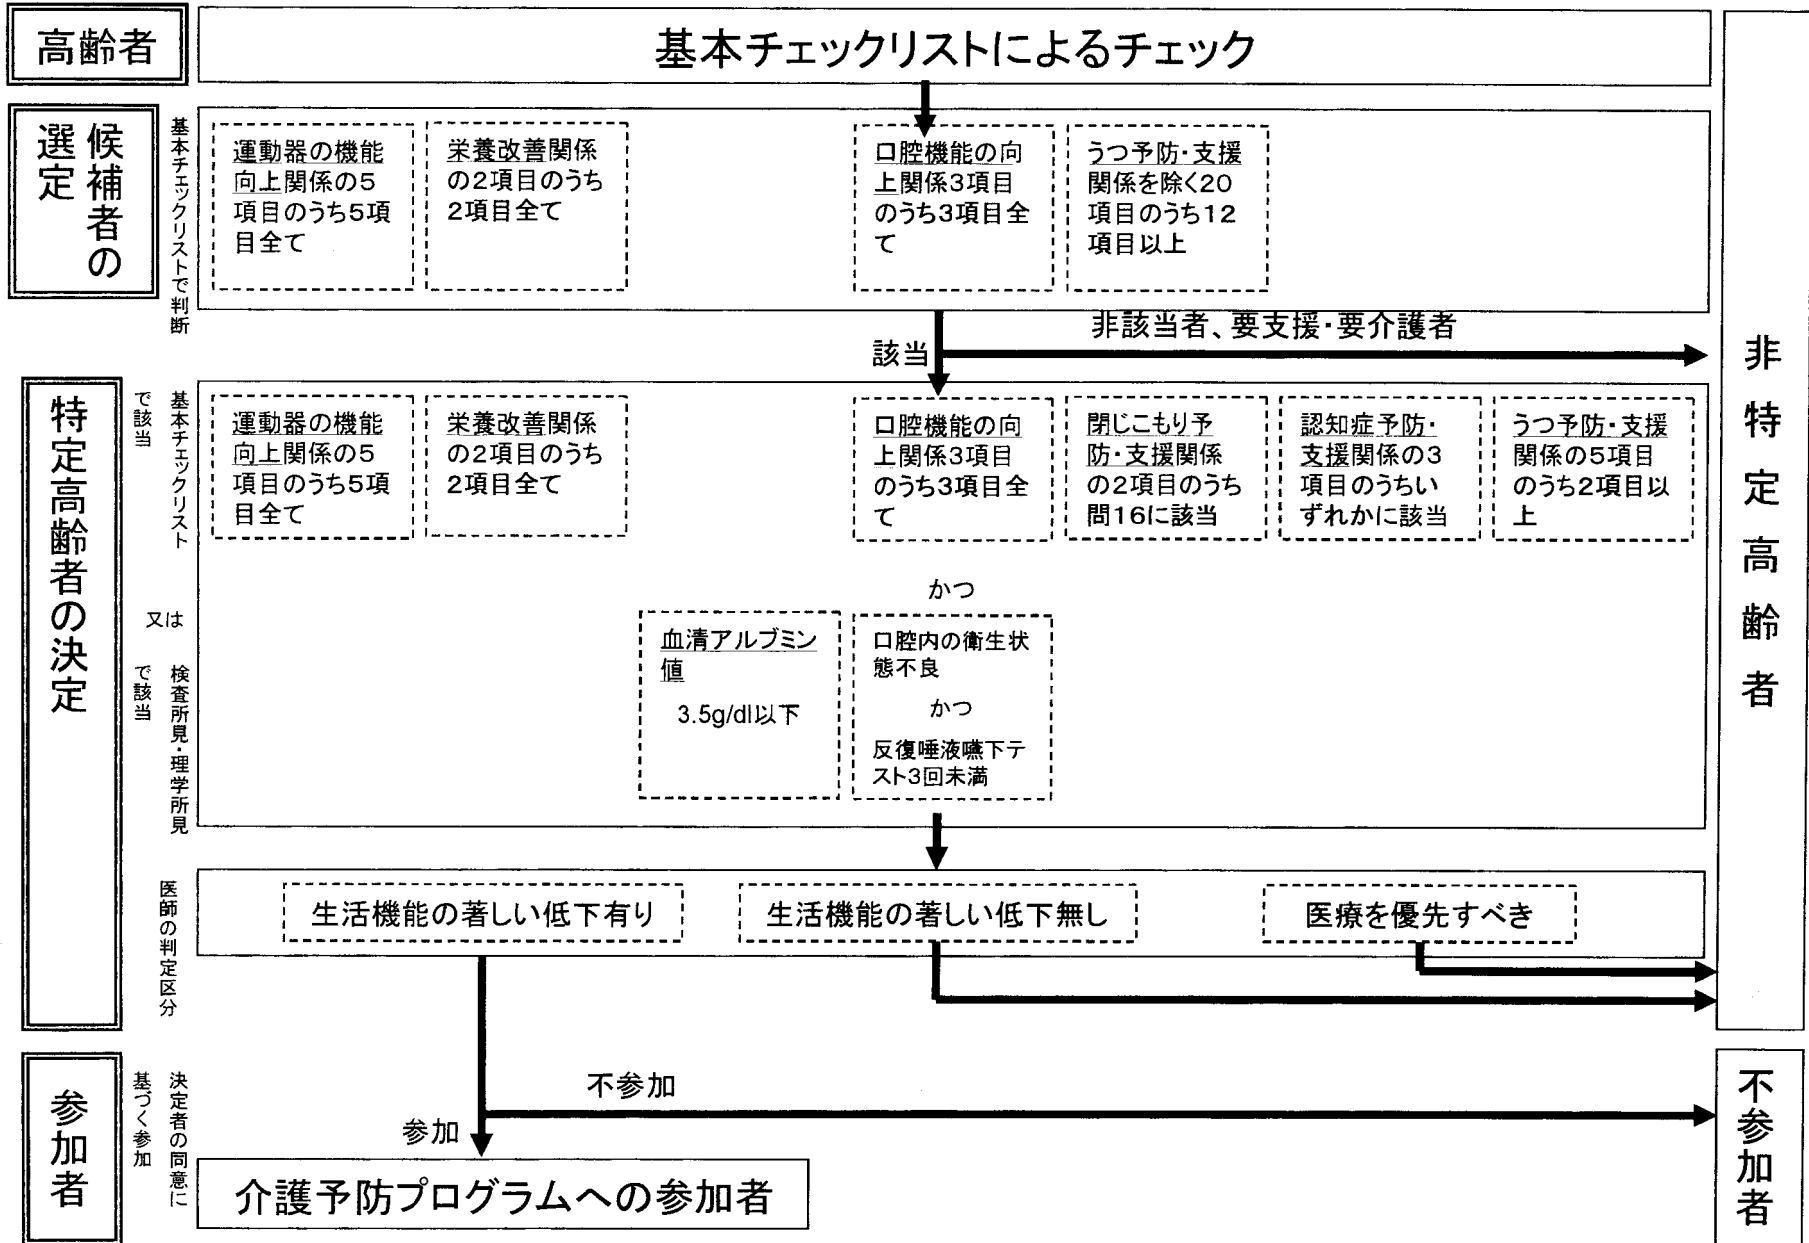 高齢者
基本チェックリストによるチェック
候補者の
選定
基本チェックリストで判断
運動器の機能
向上関係の5
項目のうち5項
目全て
栄養改善関係
の2項目のうち
2項目全て
口腔機能の向
上関係3項目
のうち3項目全
て
うつ予防・支援
関係を除く20
項目のうち12
項目以上
該当
非該当者、要支援・要介護者
非特定高齢者
特定高齢者の決定
基本チェックリスト
で該当
運動器の機能
向上関係の5
項目のうち5項
目全て
栄養改善関係
の2項目のうち
2項目全て
口腔機能の向
上関係3項目
のうち3項目全
て
閉じこもり予
防・支援関係
の2項目のうち
問16に該当
認知症予防・
支援関係の3
項目のうちい
ずれかに該当
うつ予防・支援
関係の5項目
のうち2項目以
上
又は
検査所見・理学所見
で該当
かつ
血清アルブミン
値
3.5g/dl以下
口腔内の衛生状
態不良
かつ
反復唾液嚥下テ
スト3回未満
医師の判定区分
生活機能の著しい低下有り
生活機能の著しい低下無し
医療を優先すべき
参加者
決定者の同意に
基づく参加
不参加
参加
介護予防プログラムへの参加者
不参加者